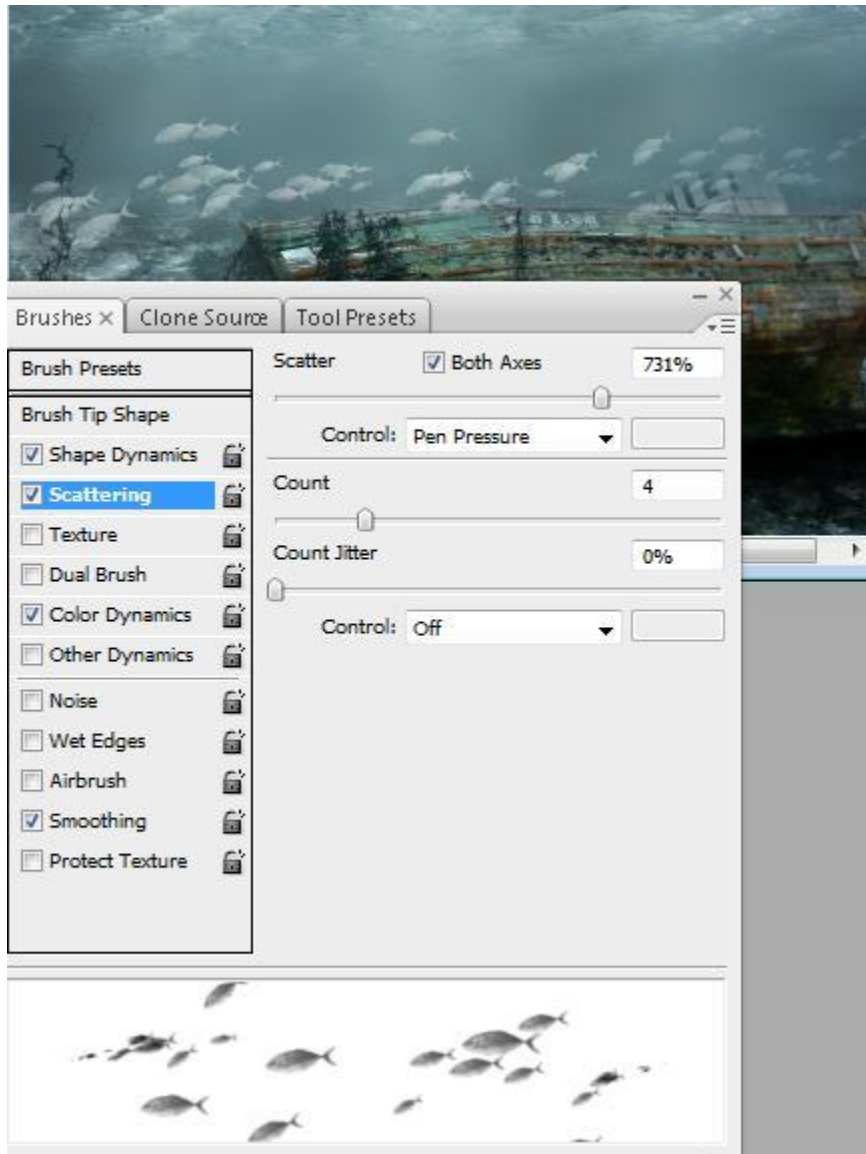 Brushes × Clone Source Tool Presets
Brush Presets
Brush Tip Shape
Shape Dynamics
Scattering
Texture
Dual Brush
Color Dynamics
Other Dynamics
Noise
Wet Edges
Airbrush
Smoothing
Protect Texture
Scatter Both Axes 731%
Control: Pen Pressure
Count 4
Count Jitter 0%
Control: Off